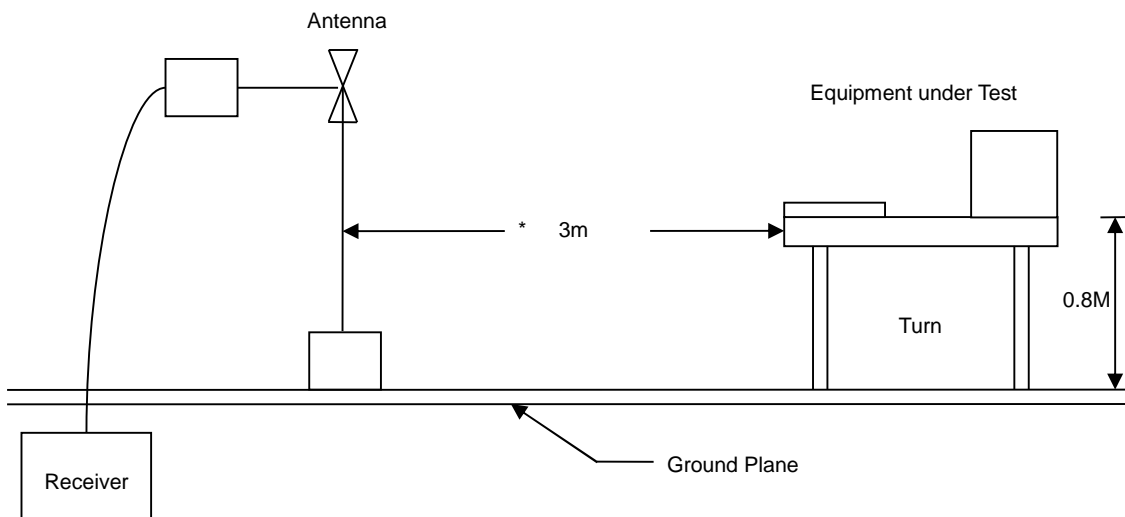 Antenna
Equipment under Test
* 3m
0.8M
Turn
Ground Plane
Receiver